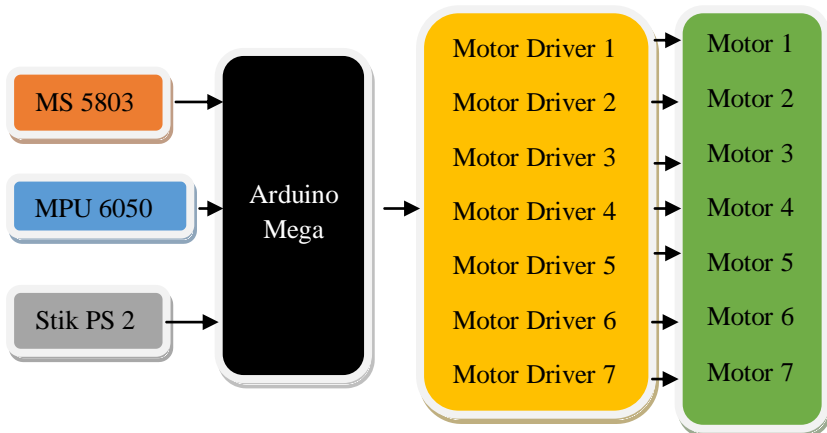 MS 5803
MPU 6050
Stik PS 2
Arduino
Mega
Motor Driver 1
Motor Driver 2
Motor Driver 3
Motor Driver 4
Motor Driver 5
Motor Driver 6
Motor Driver 7
Motor 1
Motor 2
Motor 3
Motor 4
Motor 5
Motor 6
Motor 7